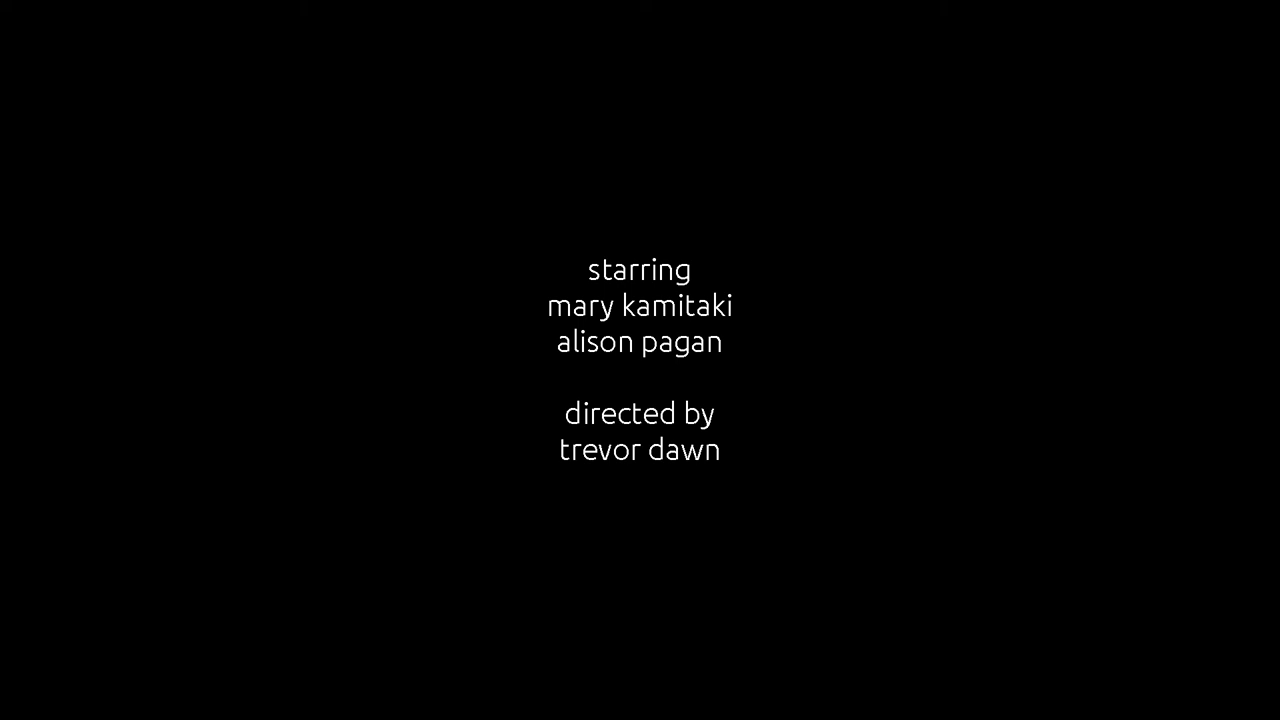 starring
mary kamitaki
alison pagan
directed by
trevor dawn